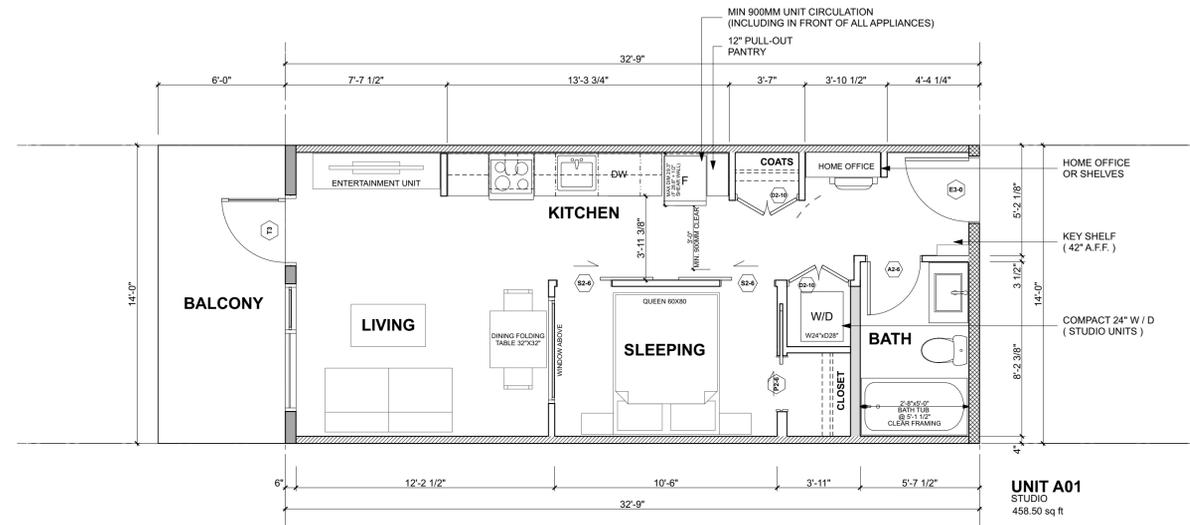 MIN 900MM UNIT CIRCULATION
(INCLUDING IN FRONT OF ALL APPLIANCES)
12" PULL-OUT
PANTRY
32'-9"
6'-0"
7'-7 1/2"
13'-3 3/4"
3'-7"
3'-10 1/2"
4'-4 1/4"
ENTERTAINMENT UNIT
DW
F
COATS
HOME OFFICE
HOME OFFICE
OR SHELVES
D2-10
E3-0
5'-2 1/8"
KITCHEN
T3
3'-11 3/8"
3'-0"
MIN. 900MM CLEAR
KEY SHELF
( 42" A.F.F. )
A2-6
S2-6
S2-6
D2-10
3 1/2"
14'-0"
14'-0"
BALCONY
QUEEN 60X80
W/D
W24"xD28"
COMPACT 24" W / D
( STUDIO UNITS )
LIVING
DINING FOLDING
TABLE 32"X32"
WINDOW ABOVE
SLEEPING
BATH
8'-2 3/8"
P2-6
CLOSET
2'-8"x5'-0"
BATH TUB
@ 5'-1 1/2"
CLEAR FRAMING
4"
6"
12'-2 1/2"
10'-6"
3'-11"
5'-7 1/2"
32'-9"
UNIT A01
STUDIO
458.50 sq ft